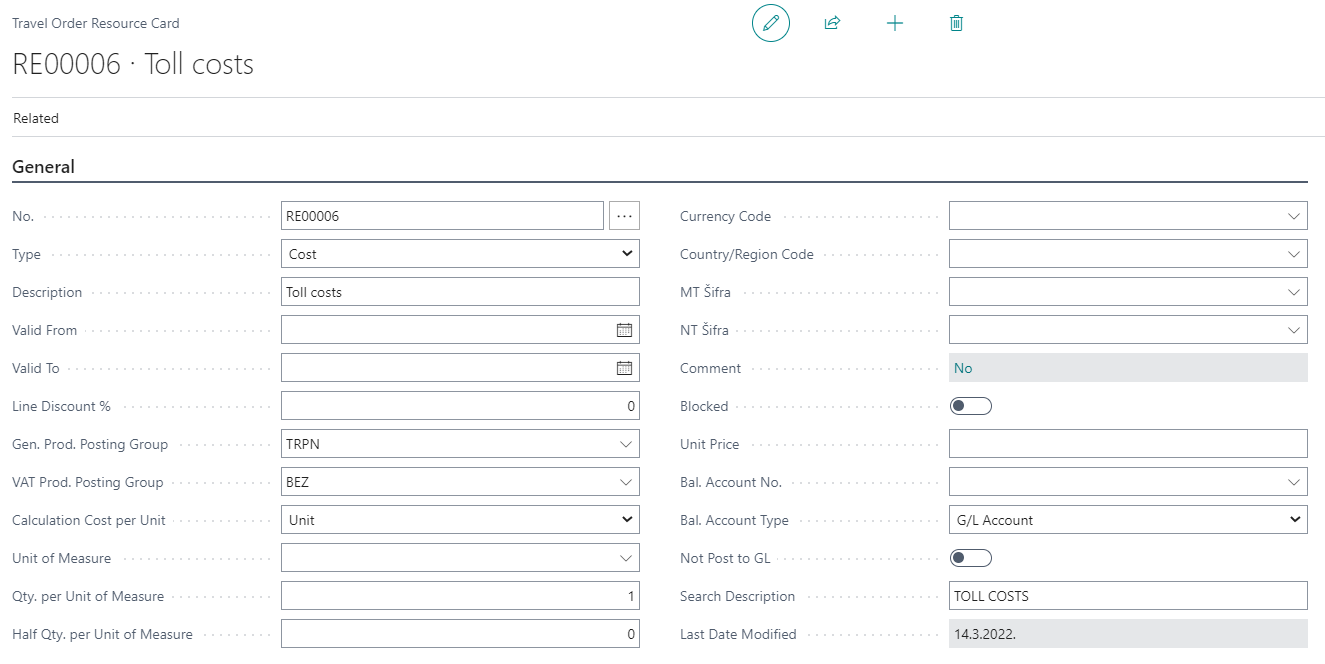 Travel Order Resource Card
RE00006 · Toll costs
Related
General
No. RE00006 ...
Type Cost
Description Toll costs
Valid From
Valid To
Line Discount % 0
Gen. Prod. Posting Group TRPN
VAT Prod. Posting Group BEZ
Calculation Cost per Unit Unit
Unit of Measure
Qty. per Unit of Measure 1
Half Qty. per Unit of Measure 0
Currency Code
Country/Region Code
MT Šifra
NT Šifra
Comment No
Blocked
Unit Price
Bal. Account No.
Bal. Account Type G/L Account
Not Post to GL
Search Description TOLL COSTS
Last Date Modified 14.3.2022.